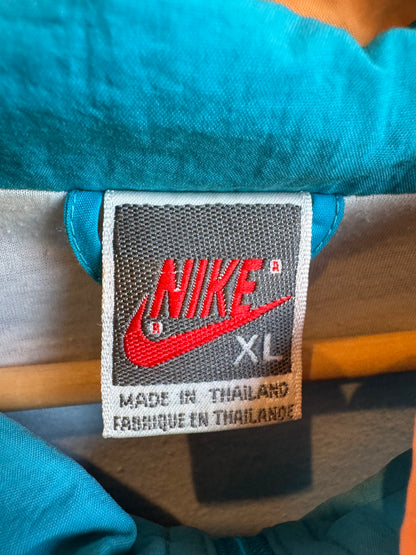 NIKE
XL
MADE IN THAILAND
FABRIQUE EN THAILANDE